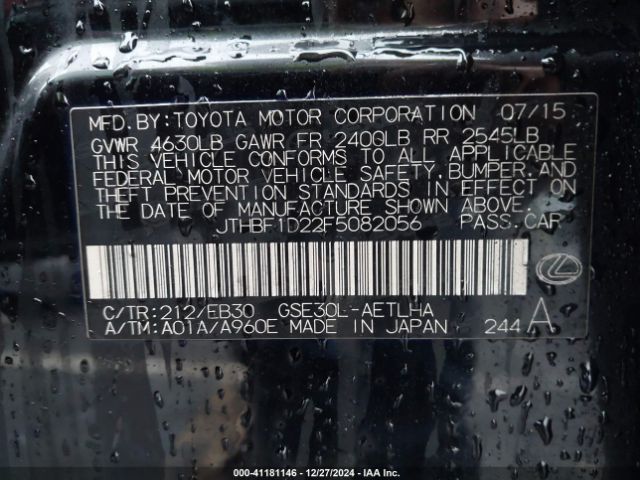 MFD.BY:TOYOTA MOTOR CORPORATION 07/15
GVWR 4630LB GAWR FR 2400LB RR 2545LB
THIS VEHICLE CONFORMS TO ALL APPLICABLE
FEDERAL MOTOR VEHICLE SAFETY,BUMPER,AND
THEFT PREVENTION STANDARDS IN EFFECT ON
THE DATE OF MANUFACTURE SHOWN ABOVE.
JTHBF1D22F5082056 PASS.CAR
C/TR:212/EB30 GSE30L-AETLHA
A/TM:A01A/A960E MADE IN JAPAN 244 A
000-41181146 - 12/27/2024 - IAA Inc.